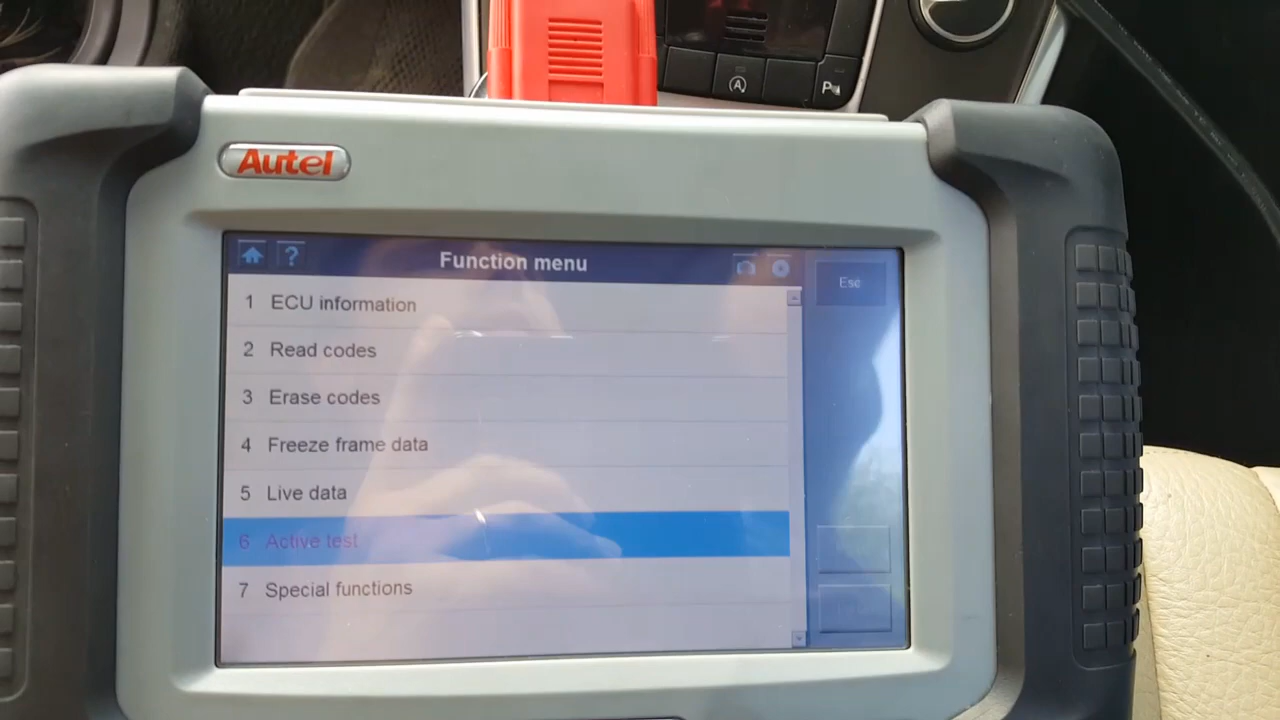 Autel
Function menu
Esc
1 ECU information
2 Read codes
3 Erase codes
4 Freeze frame data
5 Live data
6 Active test
7 Special functions